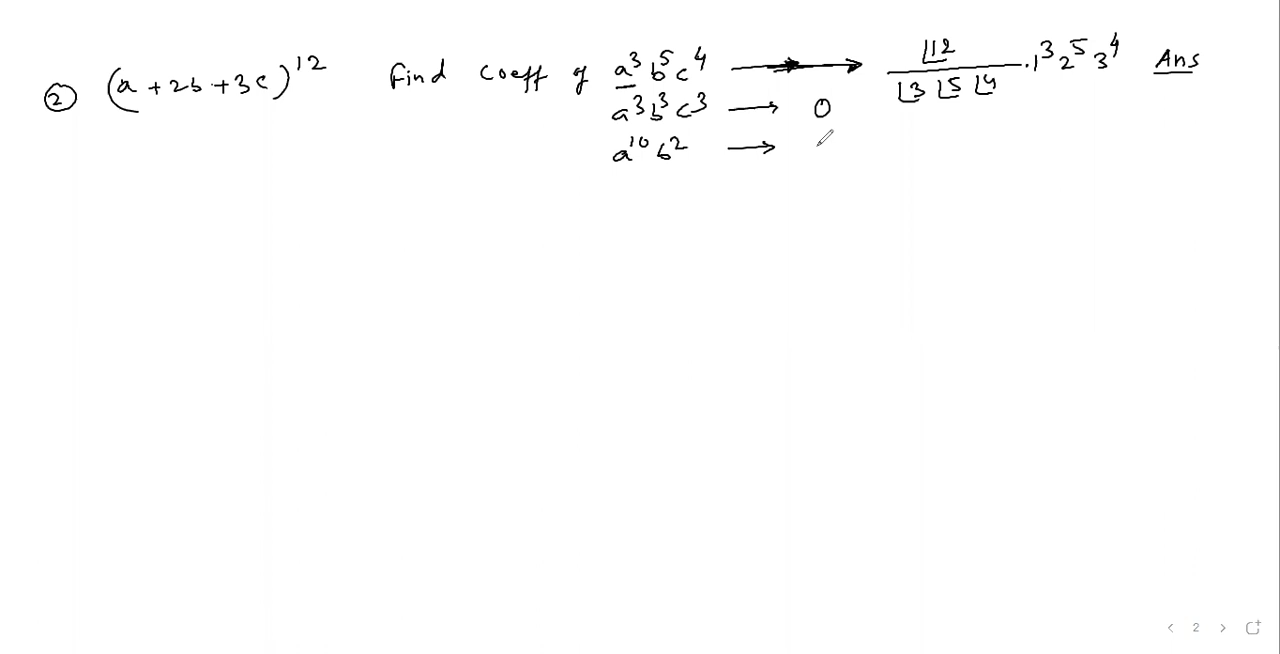 ② (a + 2b + 3c)^12 Find coeff of a^3 b^5 c^4 → ⌊12 / ⌊3 ⌊5 ⌊4 . 1^3 2^5 3^4 Ans
a^3 b^3 c^3 → 0
a^10 b^2 →
< 2 >